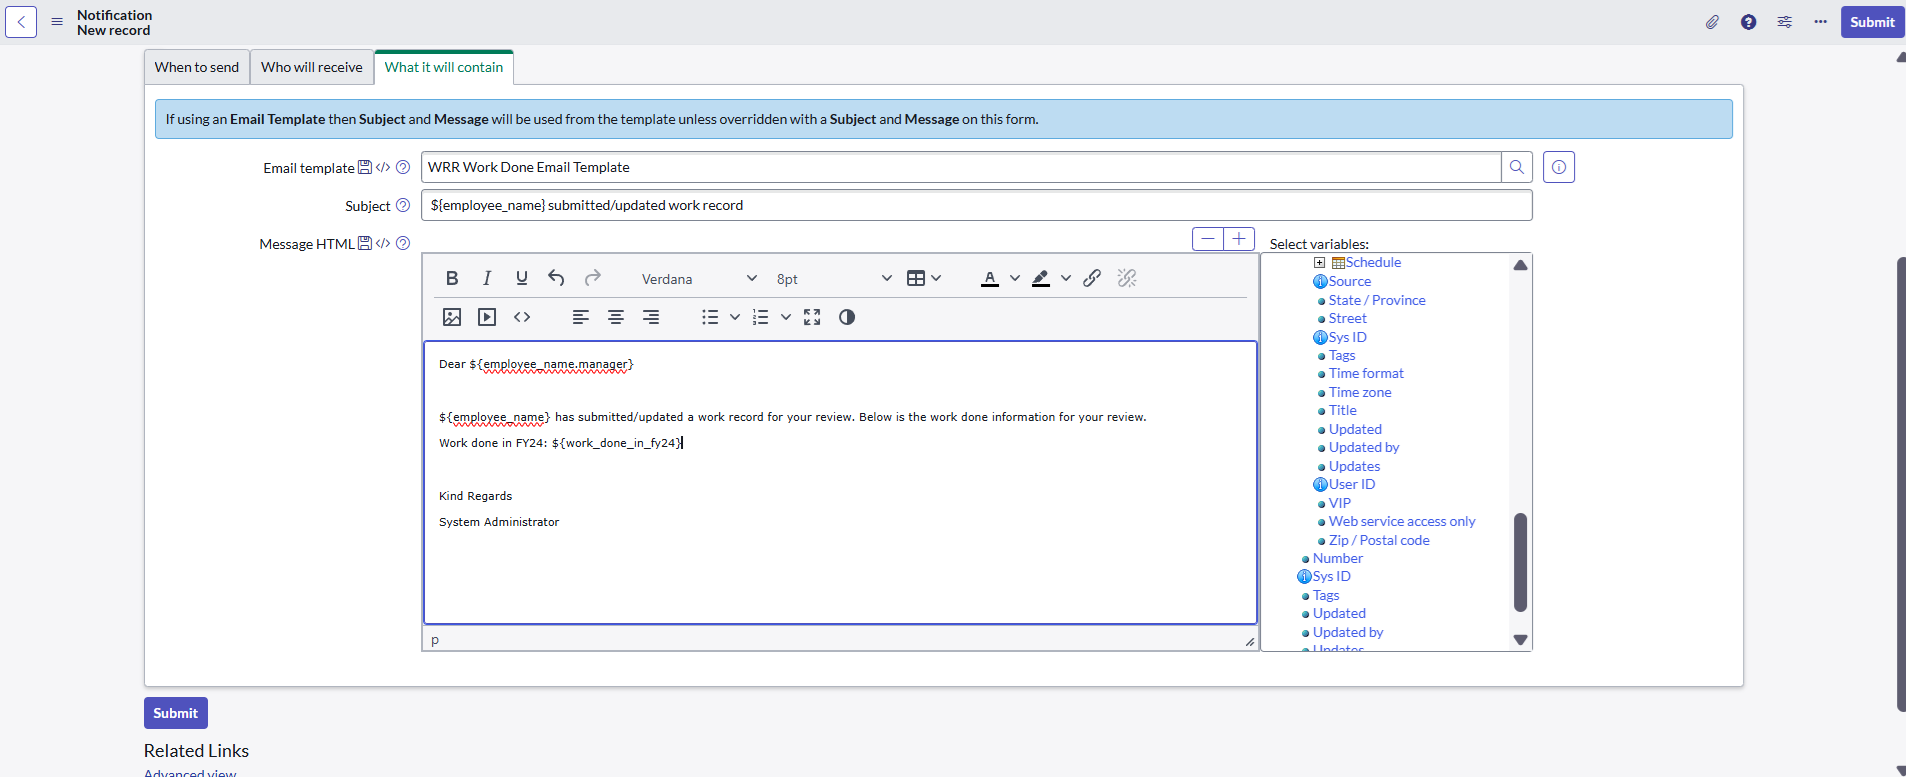 Notification
New record
Submit
When to send
Who will receive
What it will contain
If using an Email Template then Subject and Message will be used from the template unless overridden with a Subject and Message on this form.
Email template
WRR Work Done Email Template
Subject
${employee_name} submitted/updated work record
Message HTML
Select variables:
Verdana
8pt
Dear ${employee_name.manager}
${employee_name} has submitted/updated a work record for your review. Below is the work done information for your review.
Work done in FY24: ${work_done_in_fy24}
Kind Regards
System Administrator
p
Schedule
Source
State / Province
Street
Sys ID
Tags
Time format
Time zone
Title
Updated
Updated by
Updates
User ID
VIP
Web service access only
Zip / Postal code
Number
Sys ID
Tags
Updated
Updated by
Updates
Submit
Related Links
Advanced view